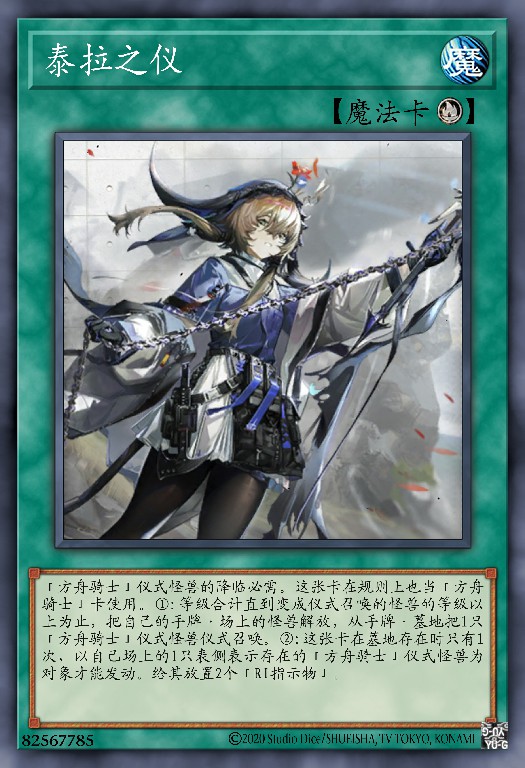 泰拉之仪
魔
【魔法卡】
「方舟骑士」仪式怪兽的降临必需。这张卡在规则上也当「方舟
骑士」卡使用。①:等级合计直到变成仪式召唤的怪兽的等级以
上为止，把自己的手牌·场上的怪兽解放，从手牌·墓地把1只
「方舟骑士」仪式怪兽仪式召唤。②:这张卡在墓地存在时只有1
次、以自己场上的1只表侧表示存在的「方舟骑士」仪式怪兽为
对象才能发动。给其放置2个「RI指示物」
82567785
©2020 Studio Dice/SHUEISHA,TV TOKYO, KONAMI